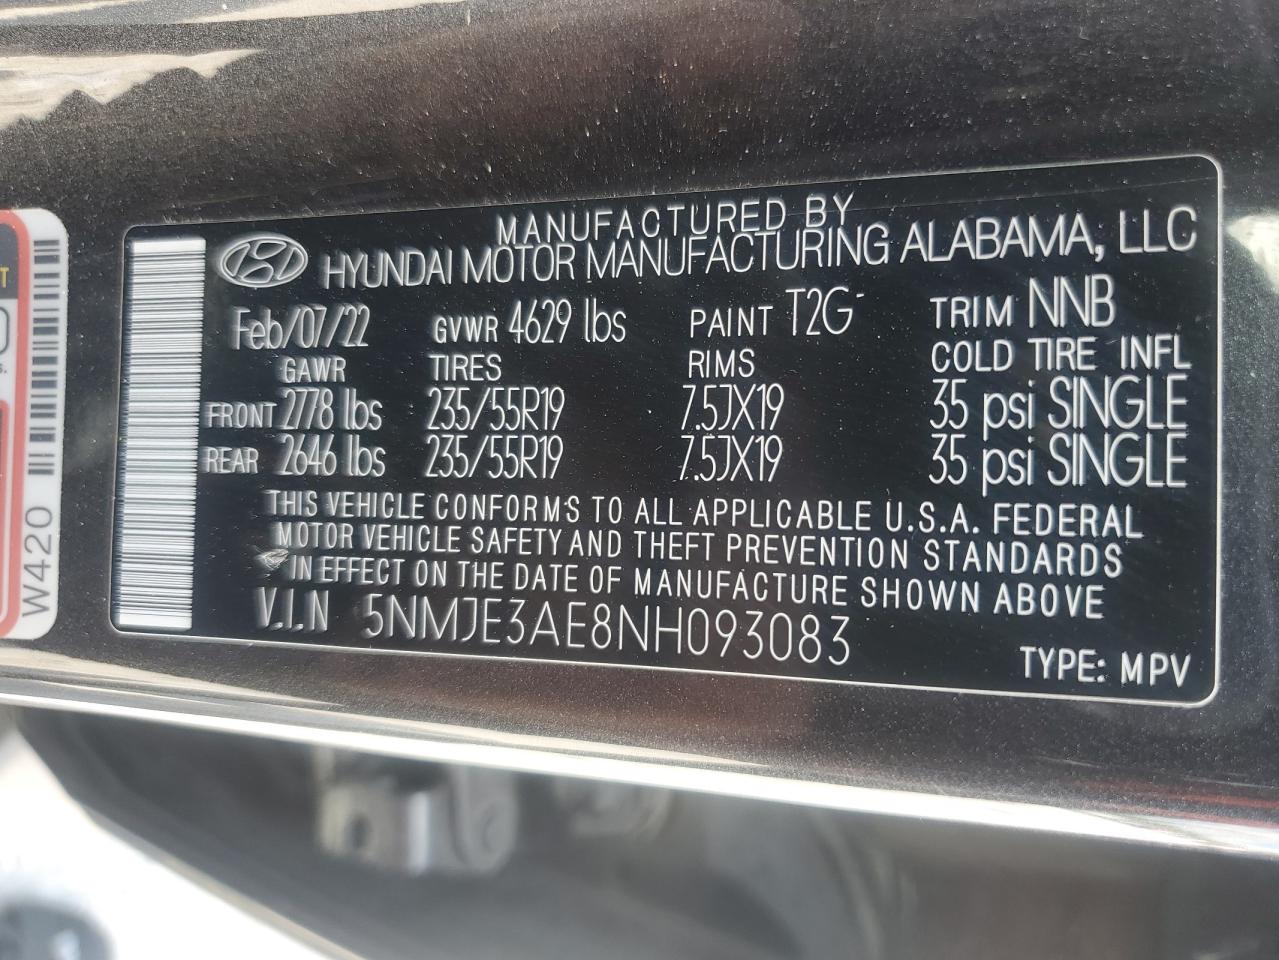 MANUFACTURED BY
HYUNDAI MOTOR MANUFACTURING ALABAMA, LLC
Feb/07/22 GVWR 4629 lbs PAINT T2G TRIM NNB
GAWR TIRES RIMS COLD TIRE INFL
FRONT 2778 lbs 235/55R19 7.5JX19 35 psi SINGLE
REAR 2646 lbs 235/55R19 7.5JX19 35 psi SINGLE
THIS VEHICLE CONFORMS TO ALL APPLICABLE U.S.A. FEDERAL
MOTOR VEHICLE SAFETY AND THEFT PREVENTION STANDARDS
IN EFFECT ON THE DATE OF MANUFACTURE SHOWN ABOVE
V.I.N 5NMJE3AE8NH093083
TYPE: MPV
W420